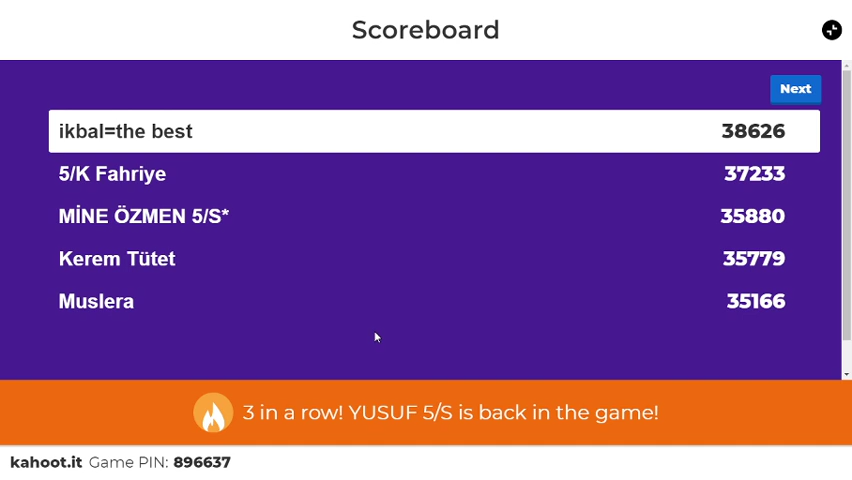 Scoreboard
Next
ikbal=the best 38626
5/K Fahriye 37233
MİNE ÖZMEN 5/S* 35880
Kerem Tütet 35779
Muslera 35166
3 in a row! YUSUF 5/S is back in the game!
kahoot.it Game PIN: 896637